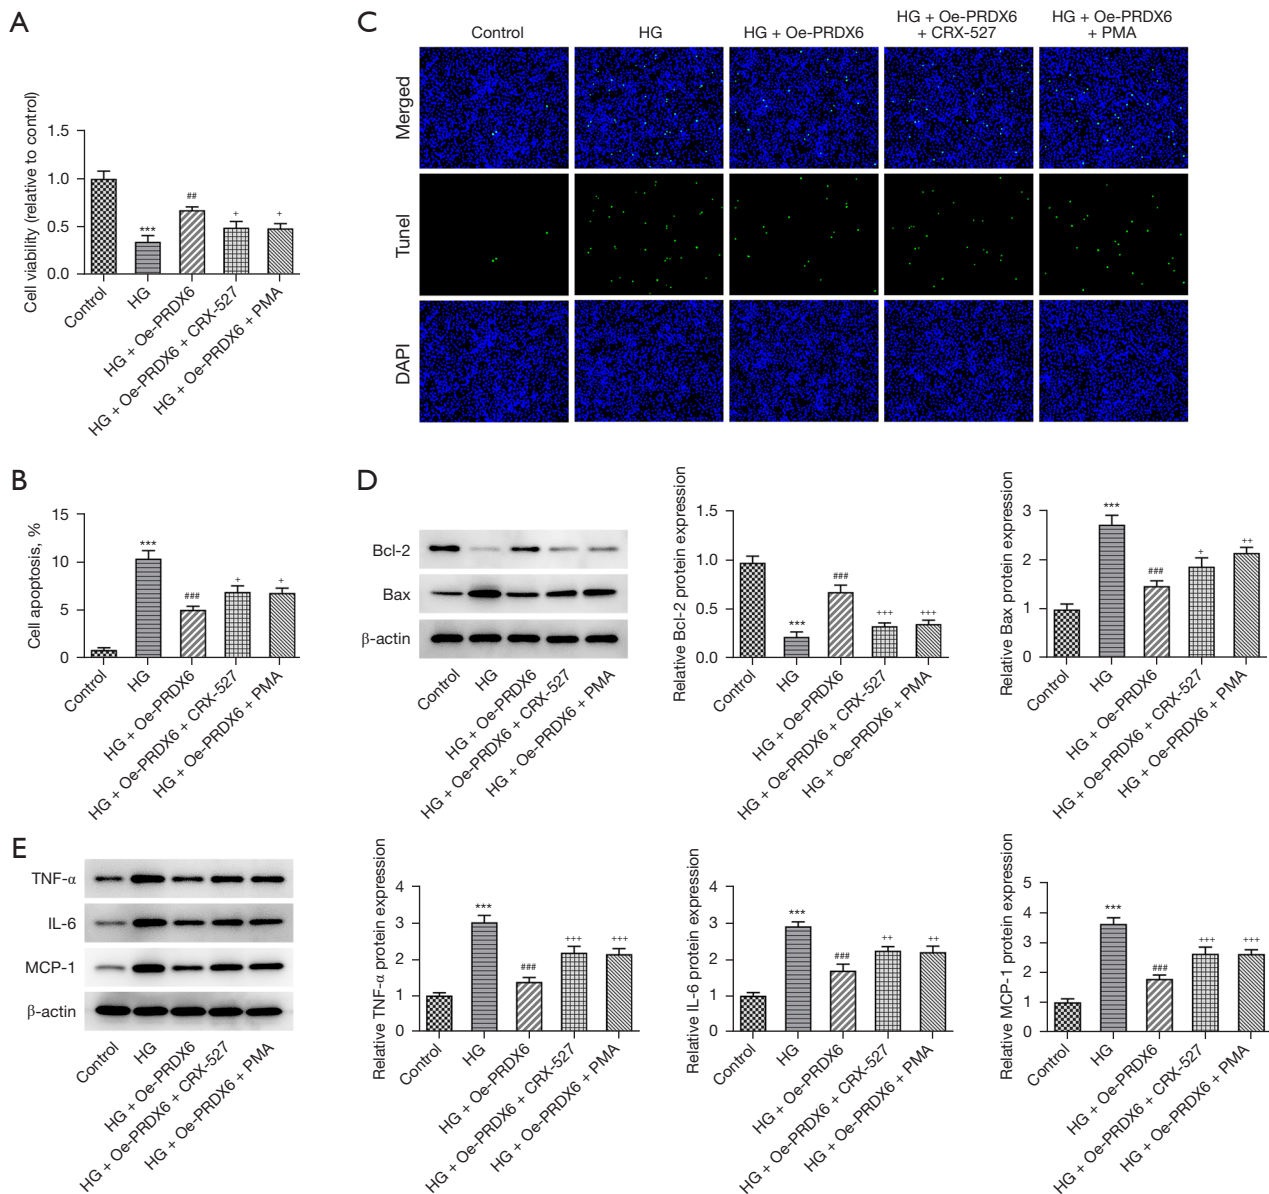 A
Cell viability (relative to control)
1.5
1.0
0.5
0.0
***
##
+
+
Control
HG
HG + Oe-PRDX6
HG + Oe-PRDX6 + CRX-527
HG + Oe-PRDX6 + PMA
C
Control
HG
HG + Oe-PRDX6
HG + Oe-PRDX6
+ CRX-527
HG + Oe-PRDX6
+ PMA
Merged
Tunel
DAPI
B
Cell apoptosis, %
15
10
5
0
***
###
+
+
Control
HG
HG + Oe-PRDX6
HG + Oe-PRDX6 + CRX-527
HG + Oe-PRDX6 + PMA
D
Bcl-2
Bax
β-actin
Control
HG
HG + Oe-PRDX6
HG + Oe-PRDX6 + CRX-527
HG + Oe-PRDX6 + PMA
Relative Bcl-2 protein expression
1.5
1.0
0.5
0.0
***
###
+++
+++
Control
HG
HG + Oe-PRDX6
HG + Oe-PRDX6 + CRX-527
HG + Oe-PRDX6 + PMA
Relative Bax protein expression
3
2
1
0
***
###
+
++
Control
HG
HG + Oe-PRDX6
HG + Oe-PRDX6 + CRX-527
HG + Oe-PRDX6 + PMA
E
TNF-α
IL-6
MCP-1
β-actin
Control
HG
HG + Oe-PRDX6
HG + Oe-PRDX6 + CRX-527
HG + Oe-PRDX6 + PMA
Relative TNF-α protein expression
4
3
2
1
0
***
###
+++
+++
Control
HG
HG + Oe-PRDX6
HG + Oe-PRDX6 + CRX-527
HG + Oe-PRDX6 + PMA
Relative IL-6 protein expression
4
3
2
1
0
***
###
++
++
Control
HG
HG + Oe-PRDX6
HG + Oe-PRDX6 + CRX-527
HG + Oe-PRDX6 + PMA
Relative MCP-1 protein expression
5
4
3
2
1
0
***
###
+++
+++
Control
HG
HG + Oe-PRDX6
HG + Oe-PRDX6 + CRX-527
HG + Oe-PRDX6 + PMA